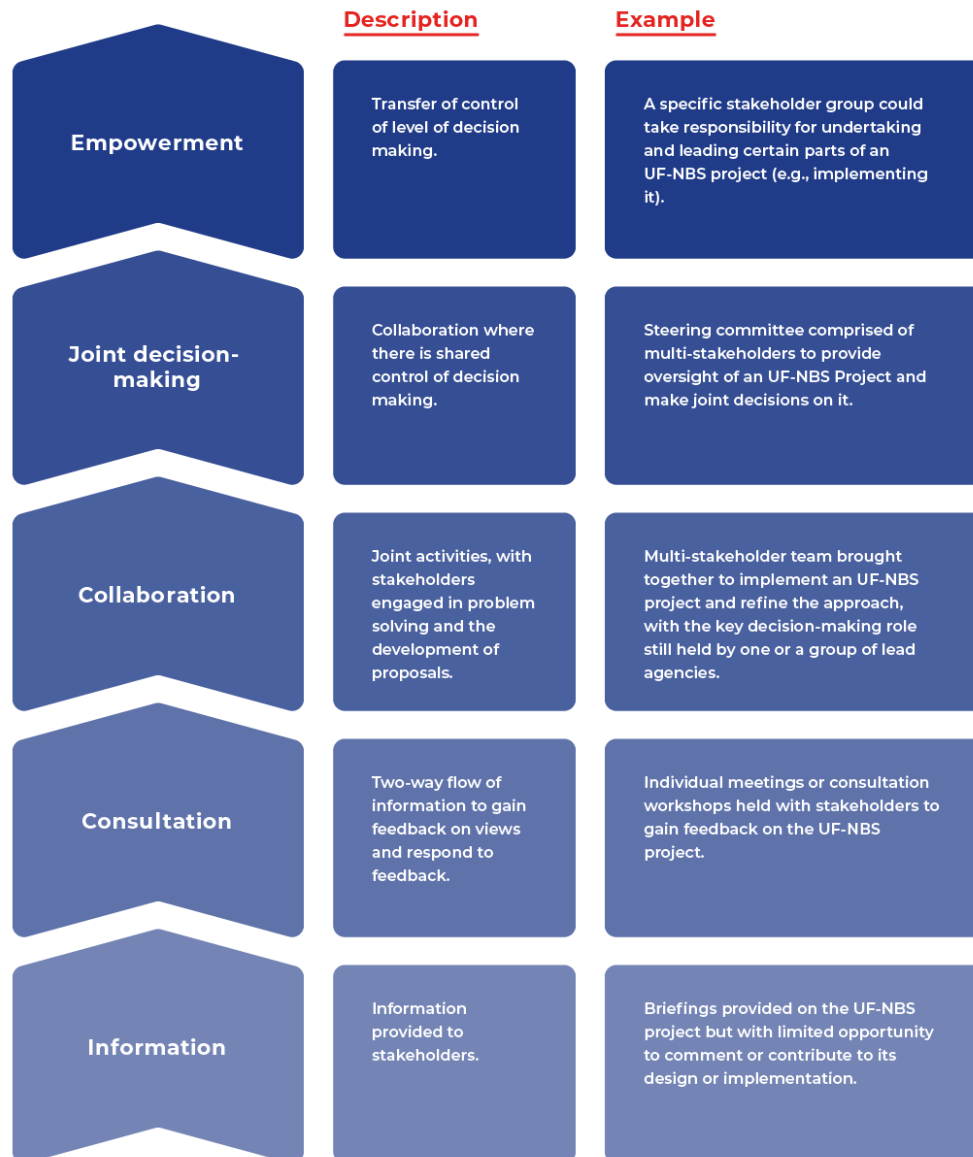 Description
Example
Empowerment
Transfer of control
of level of decision
making.
A specific stakeholder group could
take responsibility for undertaking
and leading certain parts of an
UF-NBS project (e.g., implementing
it).
Joint decision-
making
Collaboration where
there is shared
control of decision
making.
Steering committee comprised of
multi-stakeholders to provide
oversight of an UF-NBS Project and
make joint decisions on it.
Collaboration
Joint activities, with
stakeholders
engaged in problem
solving and the
development of
proposals.
Multi-stakeholder team brought
together to implement an UF-NBS
project and refine the approach,
with the key decision-making role
still held by one or a group of lead
agencies.
Consultation
Two-way flow of
information to gain
feedback on views
and respond to
feedback.
Individual meetings or consultation
workshops held with stakeholders to
gain feedback on the UF-NBS
project.
Information
Information
provided to
stakeholders.
Briefings provided on the UF-NBS
project but with limited opportunity
to comment or contribute to its
design or implementation.